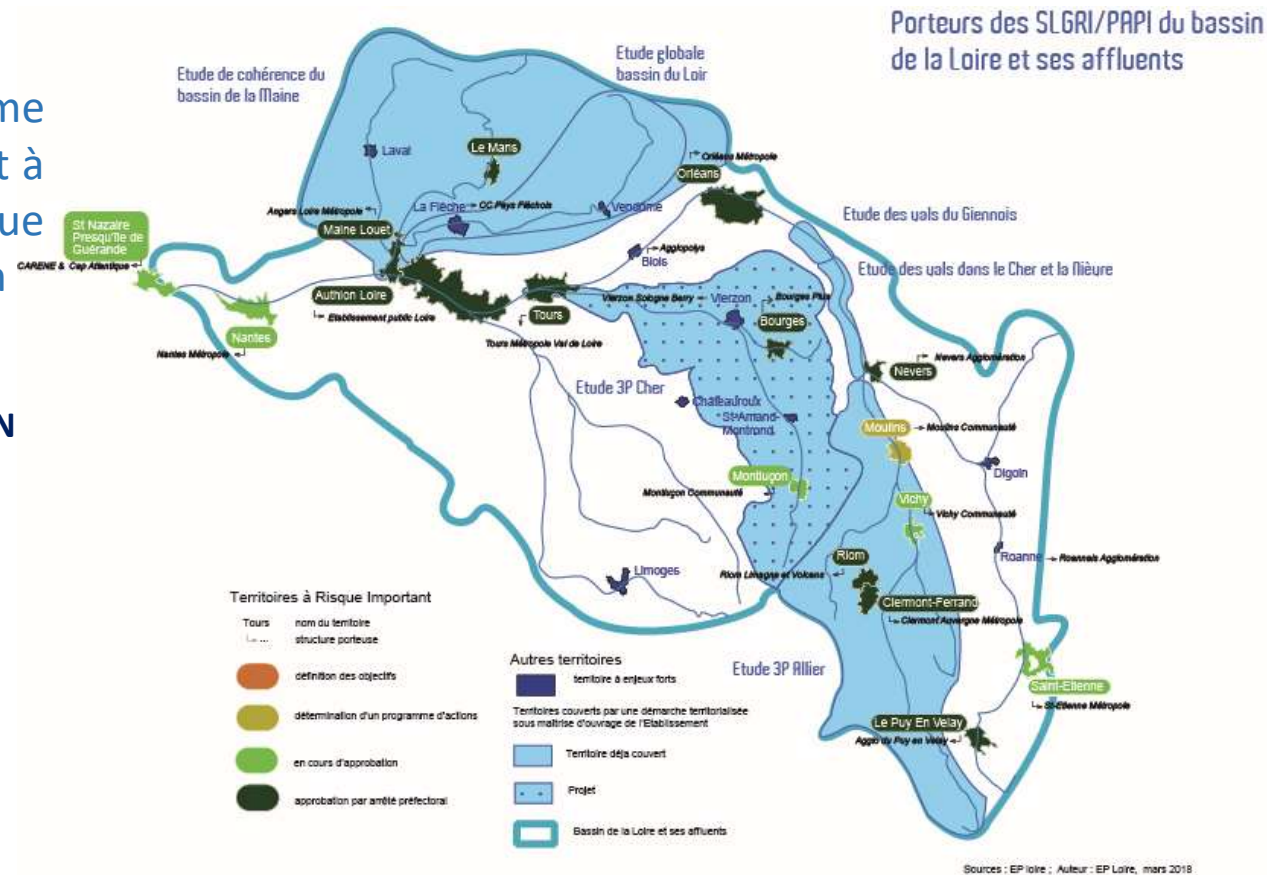 Porteurs des SLGRI/PAPI du bassin
de la Loire et ses affluents
me
t à
ue
N
Etude de cohérence du
bassin de la Maine
Etude globale
bassin du Loir
Laval
Le Mans
Orléans Métropole
Orléans
Angers Loire Métropole
La Flèche
CC Pays Fléchois
Vendôme
Maine Louet
St Nazaire
Presqu'île de
Guérande
CARENE & Cap Atlantique
Agglopolys
Blois
Etude des vals du Giennois
Etude des vals dans le Cher et la Nièvre
Authion Loire
Etablissement public Loire
Tours
Tours Métropole Val de Loire
Vierzon Sologne Berry
Vierzon
Bourges Plus
Bourges
Nantes
Nantes Métropole
Nevers Agglomération
Nevers
Etude 3P Cher
Châteauroux
St-Amand-
Montrond
Moulins
Moulins Communauté
Digoin
Montluçon
Montluçon Communauté
Vichy
Vichy Communauté
Limoges
Riom
Riom Limagne et Volcans
Roanne
Roannais Agglomération
Clermont-Ferrand
Clermont Auvergne Métropole
Etude 3P Allier
Saint-Etienne
St-Etienne Métropole
Le Puy En Velay
Agglo du Puy en Velay
Territoires à Risque Important
Tours nom du territoire
... structure porteuse
définition des objectifs
détermination d'un programme d'actions
en cours d'approbation
approbation par arrêté préfectoral
Autres territoires
territoire à enjeux forts
Territoires couverts par une démarche territorialisée
sous maîtrise d'ouvrage de l'Etablissement
Territoire déja couvert
Projet
Bassin de la Loire et ses affluents
Sources : EP loire ; Auteur : EP Loire, mars 2018